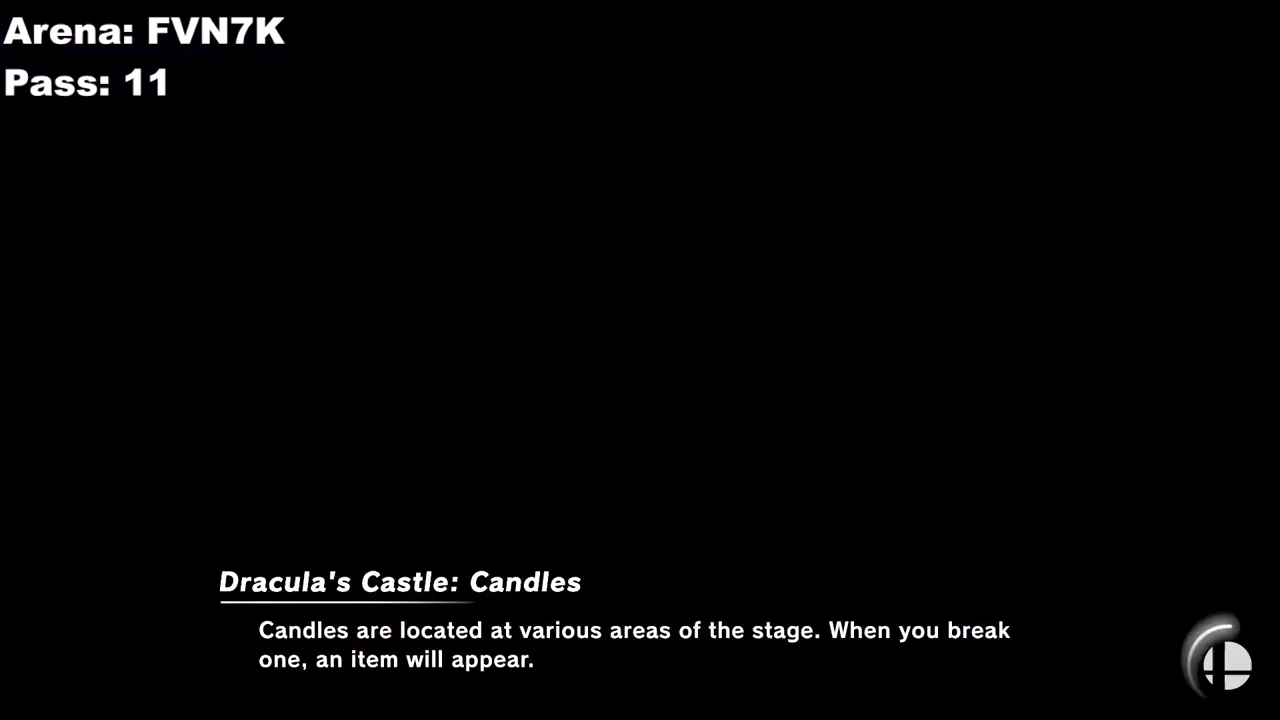 Arena: FVN7K
Pass: 11
Dracula's Castle: Candles
Candles are located at various areas of the stage. When you break
one, an item will appear.